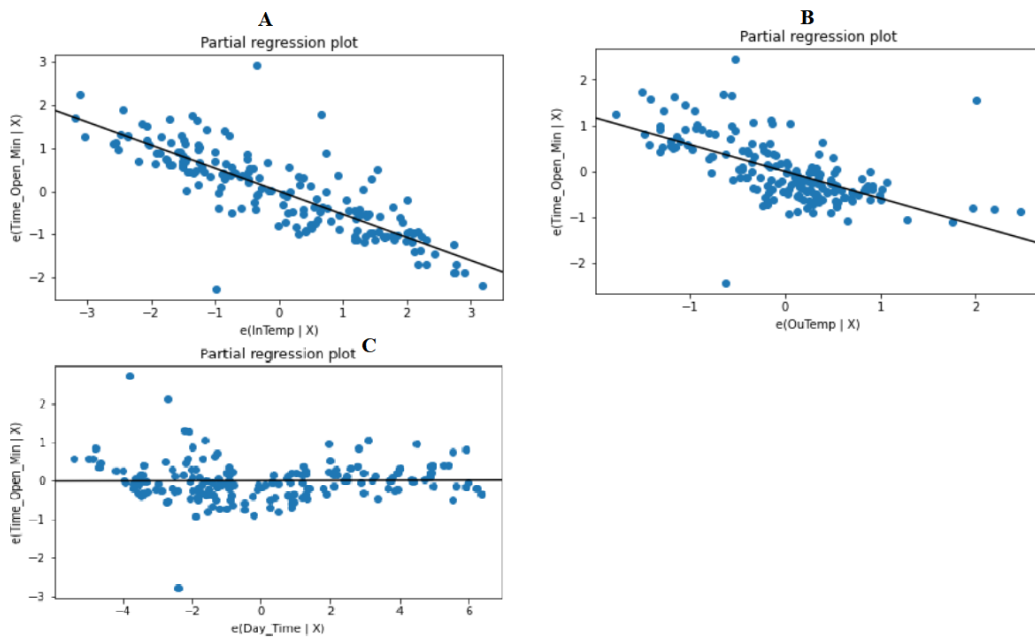 A
Partial regression plot
e(Time_Open_Min | X)
3
2
1
0
−1
−2
−3
−2
−1
0
1
2
3
e(InTemp | X)
B
Partial regression plot
e(Time_Open_Min | X)
2
1
0
−1
−2
−1
0
1
2
e(OuTemp | X)
C
Partial regression plot
e(Time_Open_Min | X)
2
1
0
−1
−2
−3
−4
−2
0
2
4
6
e(Day_Time | X)